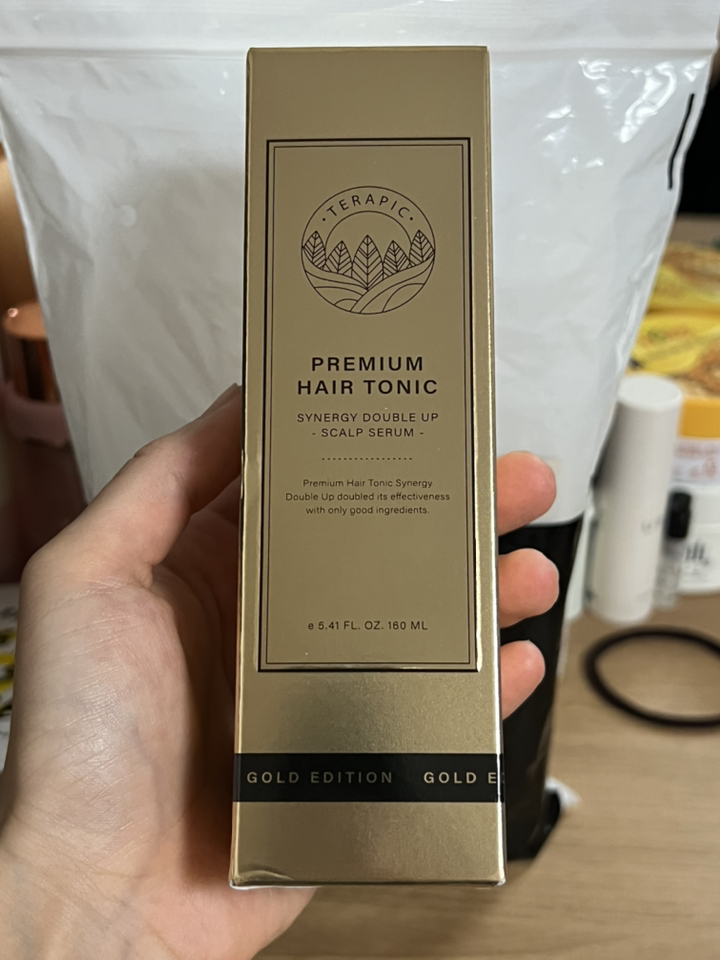 · TERAPIC ·
PREMIUM
HAIR TONIC
SYNERGY DOUBLE UP
- SCALP SERUM -
Premium Hair Tonic Synergy
Double Up doubled its effectiveness
with only good ingredients.
e 5.41 FL. OZ. 160 ML
GOLD EDITION GOLD E